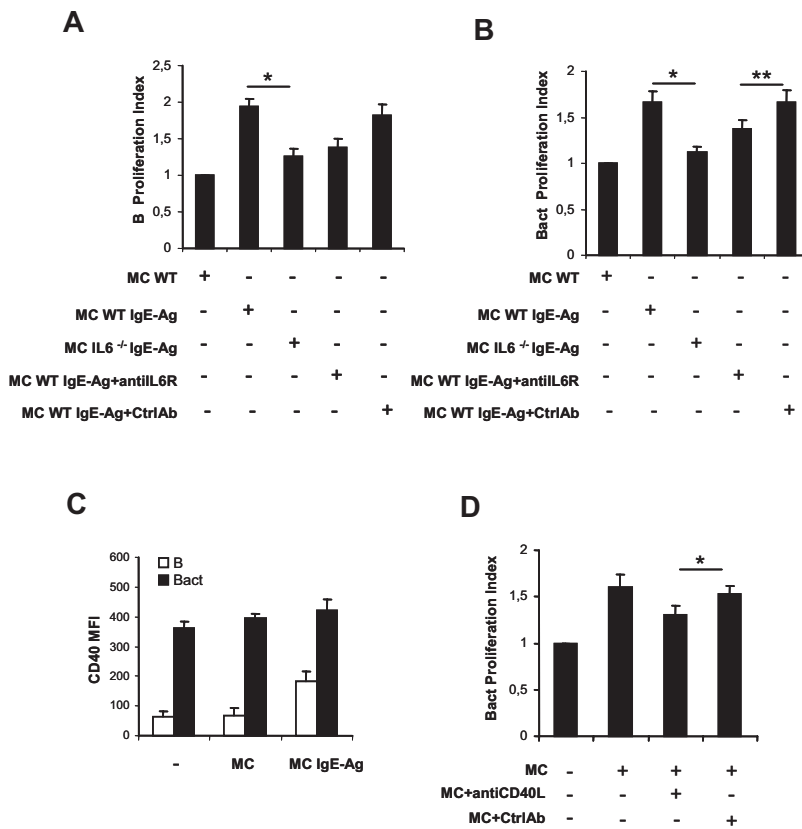 A
B Proliferation Index
2,5
2
1,5
1
0,5
0
*
MC WT + - - - -
MC WT IgE-Ag - + - - -
MC IL6 -/- IgE-Ag - - + - -
MC WT IgE-Ag+antiIL6R - - - + -
MC WT IgE-Ag+CtrlAb - - - - +
B
Bact Proliferation Index
2
1,5
1
0,5
0
* **
MC WT + - - - -
MC WT IgE-Ag - + - - -
MC IL6 -/- IgE-Ag - - + - -
MC WT IgE-Ag+antiIL6R - - - + -
MC WT IgE-Ag+CtrlAb - - - - +
C
CD40 MFI
600
500
400
300
200
100
0
B
Bact
- MC MC IgE-Ag
D
Bact Proliferation Index
2
1,5
1
0,5
0
*
MC - + + +
MC+antiCD40L - - + -
MC+CtrlAb - - - +